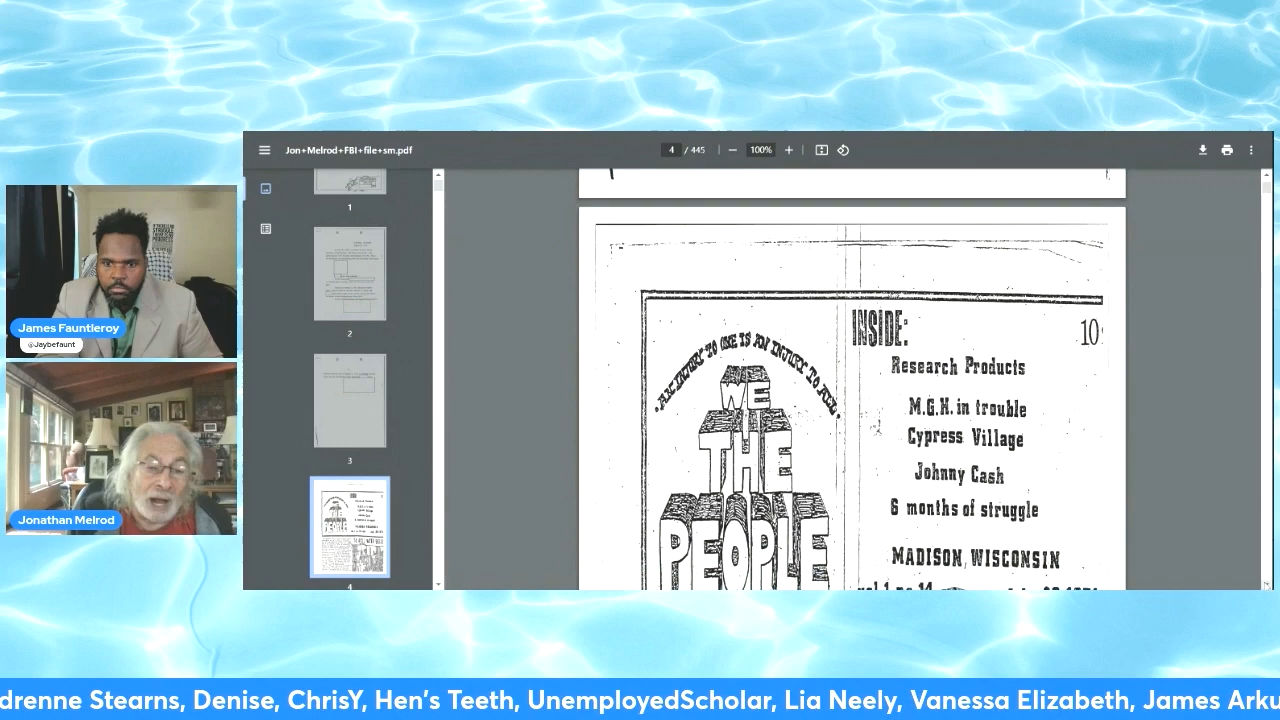 Jon+Melrod+FBI+file+sm.pdf
4 / 445
100%
1
2
3
4
INSIDE:
10
"AN INJURY TO ONE IS AN INJURY TO ALL"
WE
THE
PEOPLE
Research Products
M.G.N. in trouble
Cypress Village
Johnny Cash
6 months of struggle
MADISON, WISCONSIN
James Fauntleroy
@Jaybefaunt
Jonathan Melrod
drenne Stearns, Denise, ChrisY, Hen's Teeth, UnemployedScholar, Lia Neely, Vanessa Elizabeth, James Arku